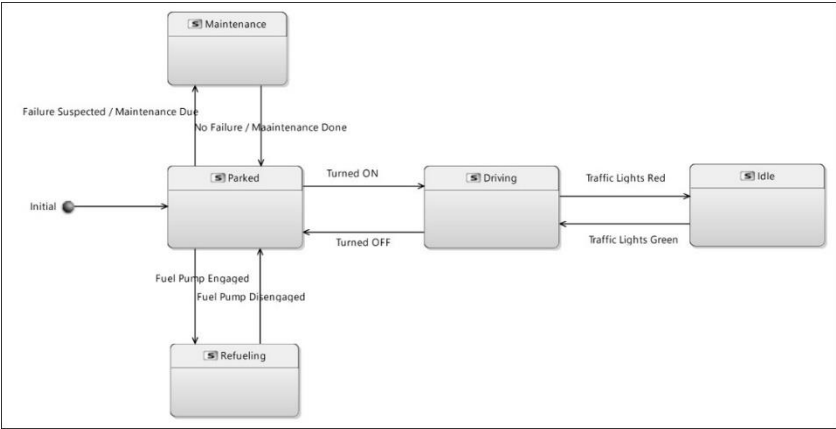 Maintenance
Failure Suspected / Maintenance Due
No Failure / Maaintenance Done
Parked
Turned ON
Driving
Traffic Lights Red
Idle
Initial
Turned OFF
Traffic Lights Green
Fuel Pump Engaged
Fuel Pump Disengaged
Refueling